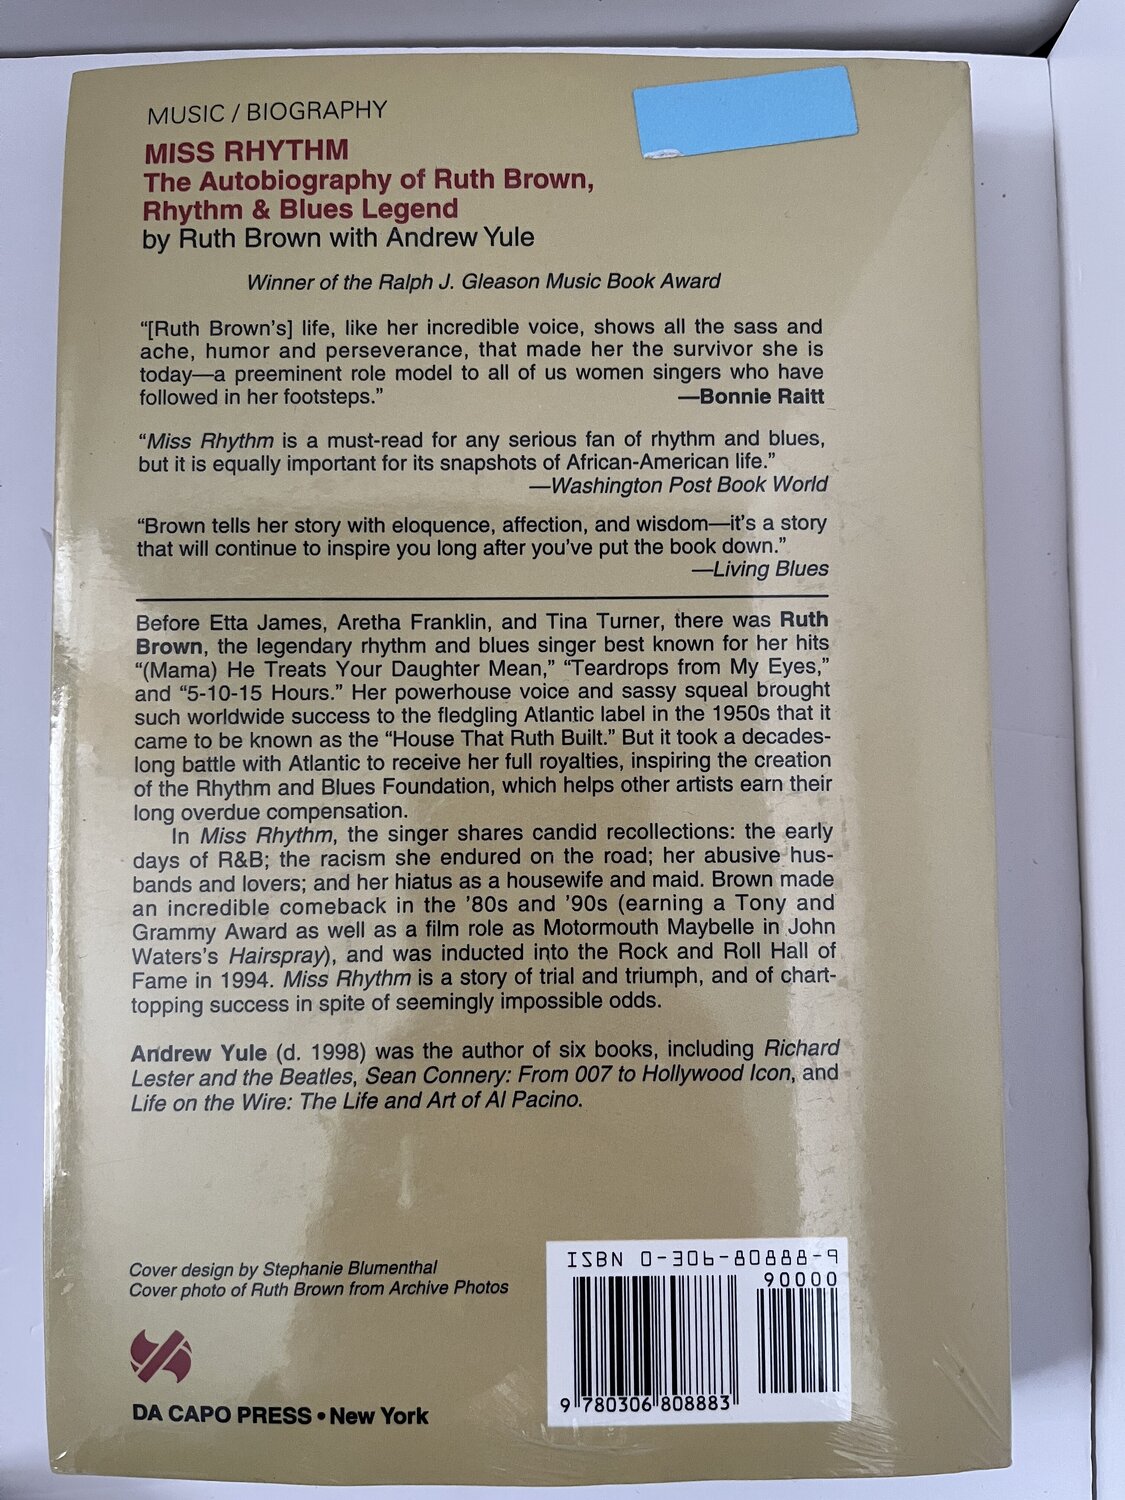 MUSIC / BIOGRAPHY
MISS RHYTHM
The Autobiography of Ruth Brown,
Rhythm & Blues Legend
by Ruth Brown with Andrew Yule
Winner of the Ralph J. Gleason Music Book Award
“[Ruth Brown’s] life, like her incredible voice, shows all the sass and
ache, humor and perseverance, that made her the survivor she is
today—a preeminent role model to all of us women singers who have
followed in her footsteps.” —Bonnie Raitt
“Miss Rhythm is a must-read for any serious fan of rhythm and blues,
but it is equally important for its snapshots of African-American life.”
—Washington Post Book World
“Brown tells her story with eloquence, affection, and wisdom—it’s a story
that will continue to inspire you long after you’ve put the book down.”
—Living Blues
Before Etta James, Aretha Franklin, and Tina Turner, there was Ruth
Brown, the legendary rhythm and blues singer best known for her hits
“(Mama) He Treats Your Daughter Mean,” “Teardrops from My Eyes,”
and “5-10-15 Hours.” Her powerhouse voice and sassy squeal brought
such worldwide success to the fledgling Atlantic label in the 1950s that it
came to be known as the “House That Ruth Built.” But it took a decades-
long battle with Atlantic to receive her full royalties, inspiring the creation
of the Rhythm and Blues Foundation, which helps other artists earn their
long overdue compensation.
In Miss Rhythm, the singer shares candid recollections: the early
days of R&B; the racism she endured on the road; her abusive hus-
bands and lovers; and her hiatus as a housewife and maid. Brown made
an incredible comeback in the ’80s and ’90s (earning a Tony and
Grammy Award as well as a film role as Motormouth Maybelle in John
Waters’s Hairspray), and was inducted into the Rock and Roll Hall of
Fame in 1994. Miss Rhythm is a story of trial and triumph, and of chart-
topping success in spite of seemingly impossible odds.
Andrew Yule (d. 1998) was the author of six books, including Richard
Lester and the Beatles, Sean Connery: From 007 to Hollywood Icon, and
Life on the Wire: The Life and Art of Al Pacino.
Cover design by Stephanie Blumenthal
Cover photo of Ruth Brown from Archive Photos
DA CAPO PRESS • New York
ISBN 0-306-80888-9
90000
9 780306 808883